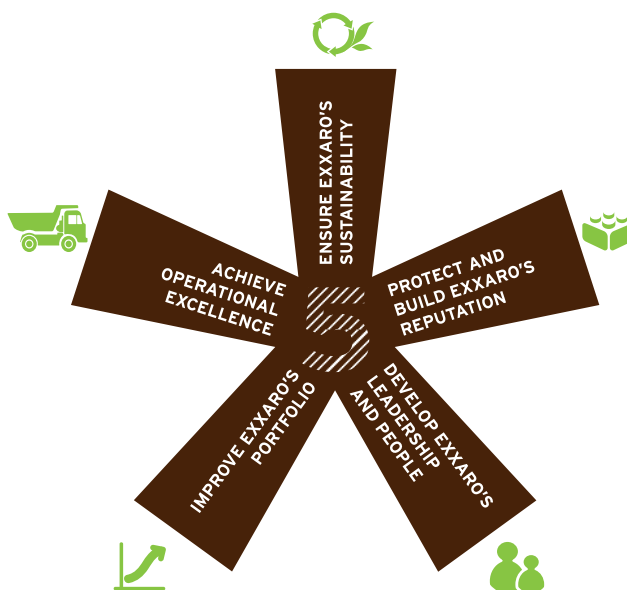 ENSURE EXXARO'S
SUSTAINABILITY
PROTECT AND
BUILD EXXARO'S
REPUTATION
DEVELOP EXXARO'S
LEADERSHIP
AND PEOPLE
IMPROVE EXXARO'S
PORTFOLIO
ACHIEVE
OPERATIONAL
EXCELLENCE
5